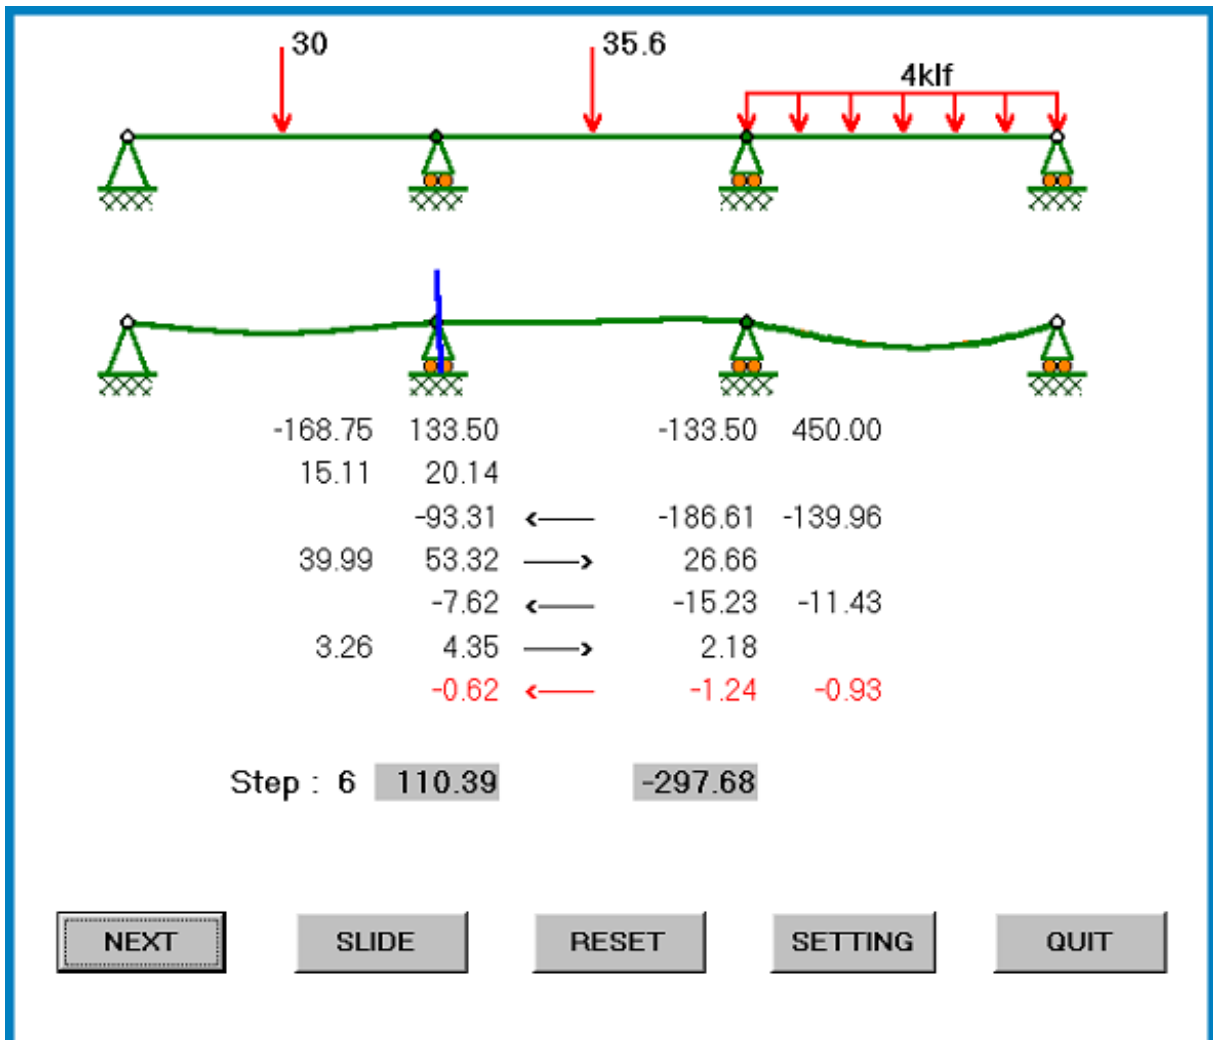 30 35.6
4klf
-168.75 133.50 -133.50 450.00
15.11 20.14
-93.31 <—— -186.61 -139.96
39.99 53.32 ——> 26.66
-7.62 <—— -15.23 -11.43
3.26 4.35 ——> 2.18
-0.62 <—— -1.24 -0.93
Step : 6 110.39 -297.68
NEXT SLIDE RESET SETTING QUIT